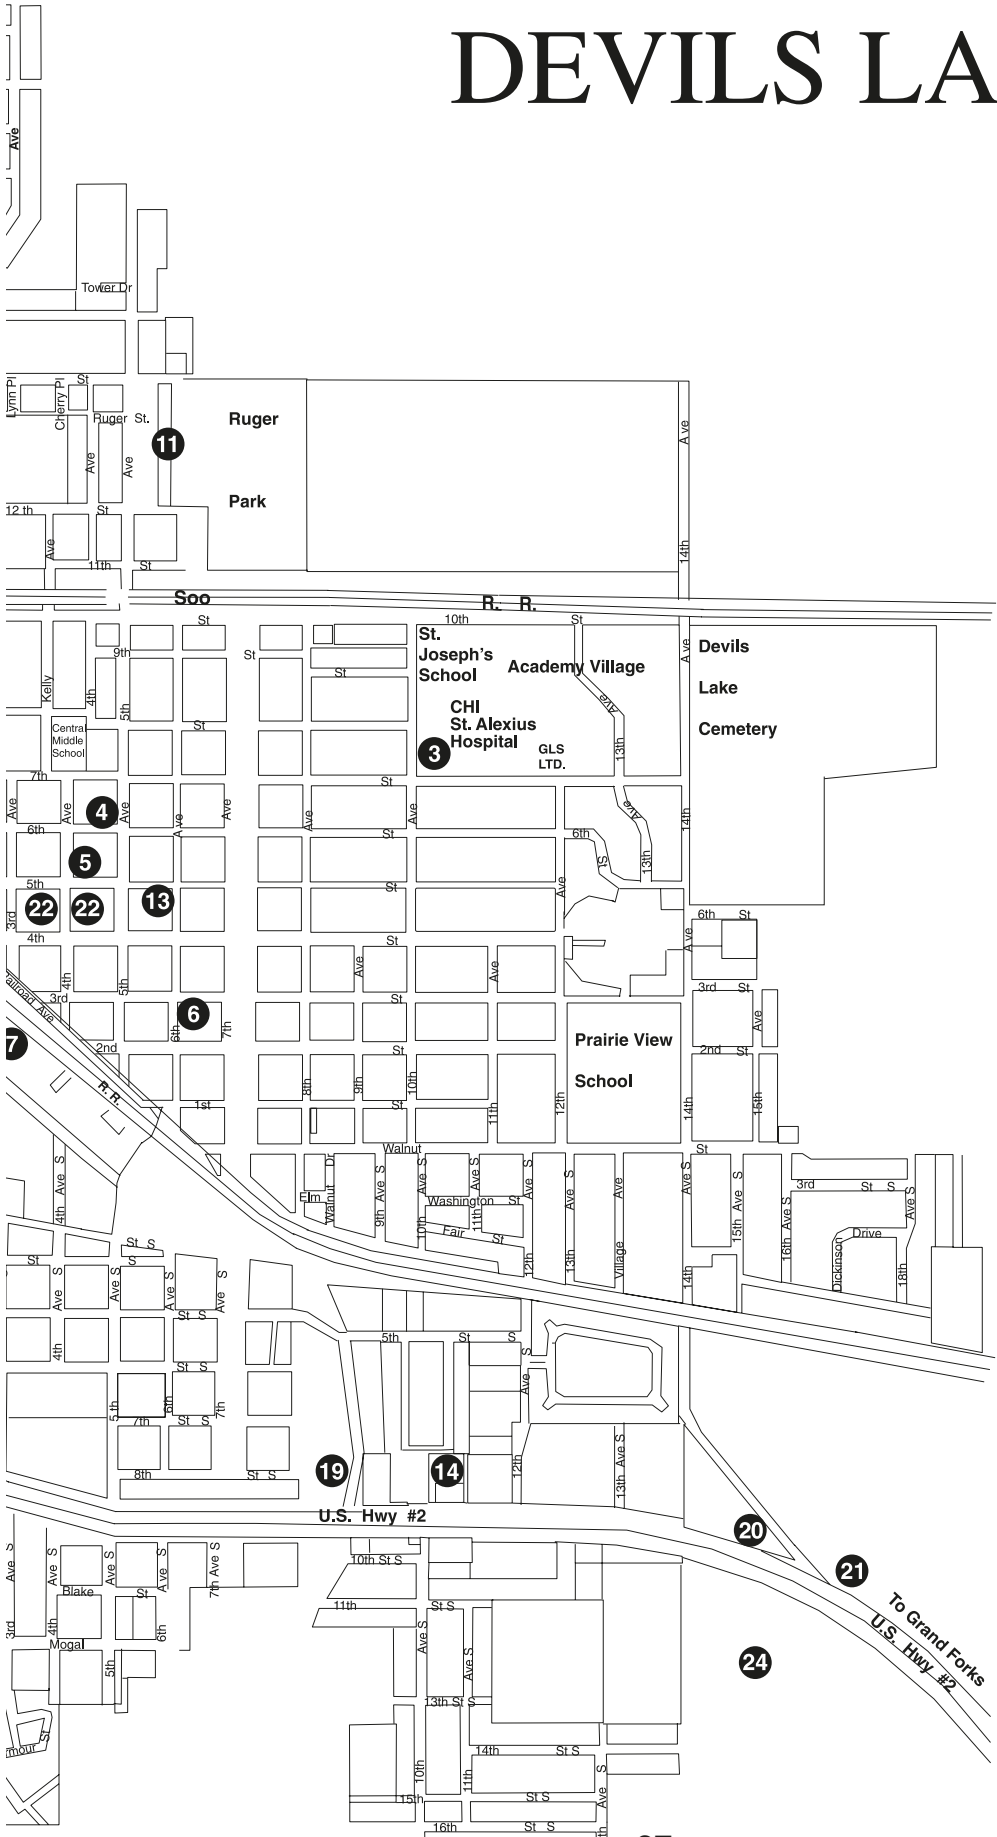 DEVILS LA
Ave
Tower Dr
Lynn Pl
Cherry Pl
St
Ruger St.
Ave
Ave
11
Ruger
Park
A ve
14th
12 th
St
Ave
11th
St
Soo
R. R.
10th
St
St
9th
St
St
Kelly
4th
5th
St
Central
Middle
School
St.
Joseph's
School
Academy Village
CHI
St. Alexius
Hospital
3
GLS
LTD.
Ave
13th
A ve
Devils
Lake
Cemetery
7th
St
Ave
Ave
4
Ave
A ve
Ave
Ave
Ave
6th
St
6th
St
Ave
13th
14th
5
5th
St
Ave
22
22
13
3rd
4th
St
6th
St
A ve
4th
5th
Ave
Ave
Railroad Ave
3rd
St
3rd
St
6
6th
7th
Ave
7
2nd
St
2nd
St
Prairie View
School
R. R.
8th
9th
10th
11th
12th
14th
15th
1st
St
Walnut
St
4th Ave S
Elm
Walnut Dr
9th Ave S
10th Ave S
Washington St
11th Ave S
Fair St
12th Ave S
13th Ave S
Village Ave
14th Ave S
15th Ave S
16th Ave S
3rd St S
Dickinson
Drive
18th Ave S
St S
St
Ave S
Ave S
Ave S
Ave S
St S
4th
5th St S
Ave S
St S
5 th
6th
7th
7th
St S
8th
St S
19
14
12th
13th Ave S
U.S. Hwy #2
20
21
To Grand Forks
U.S. Hwy #2
24
3rd Ave S
4th Ave S
A ve S
7th Ave S
Blake St
6th
Mogal
5th
10th St S
11th
St S
Ave S
Ave S
13th St S
10th
11th
14th St S
15th
St S
16th St S
Ave S
St